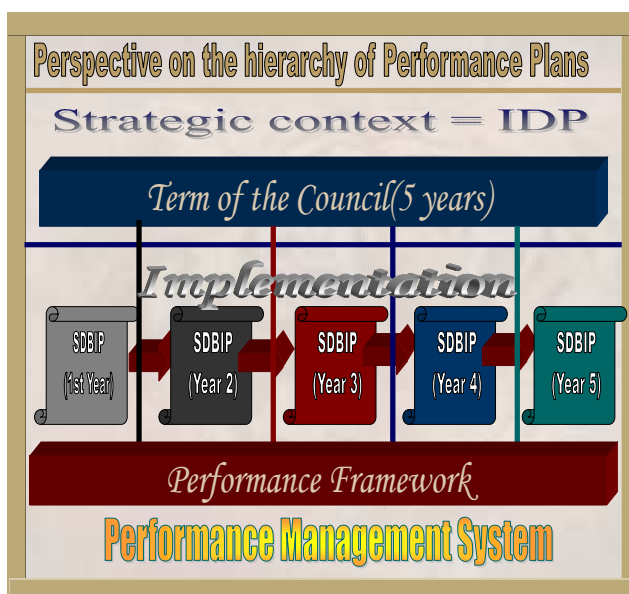 Perspective on the hierarchy of Performance Plans
Strategic context = IDP
Term of the Council(5 years)
Implementation
SDBIP
(1st Year)
SDBIP
(Year 2)
SDBIP
(Year 3)
SDBIP
(Year 4)
SDBIP
(Year 5)
Performance Framework
Performance Management System